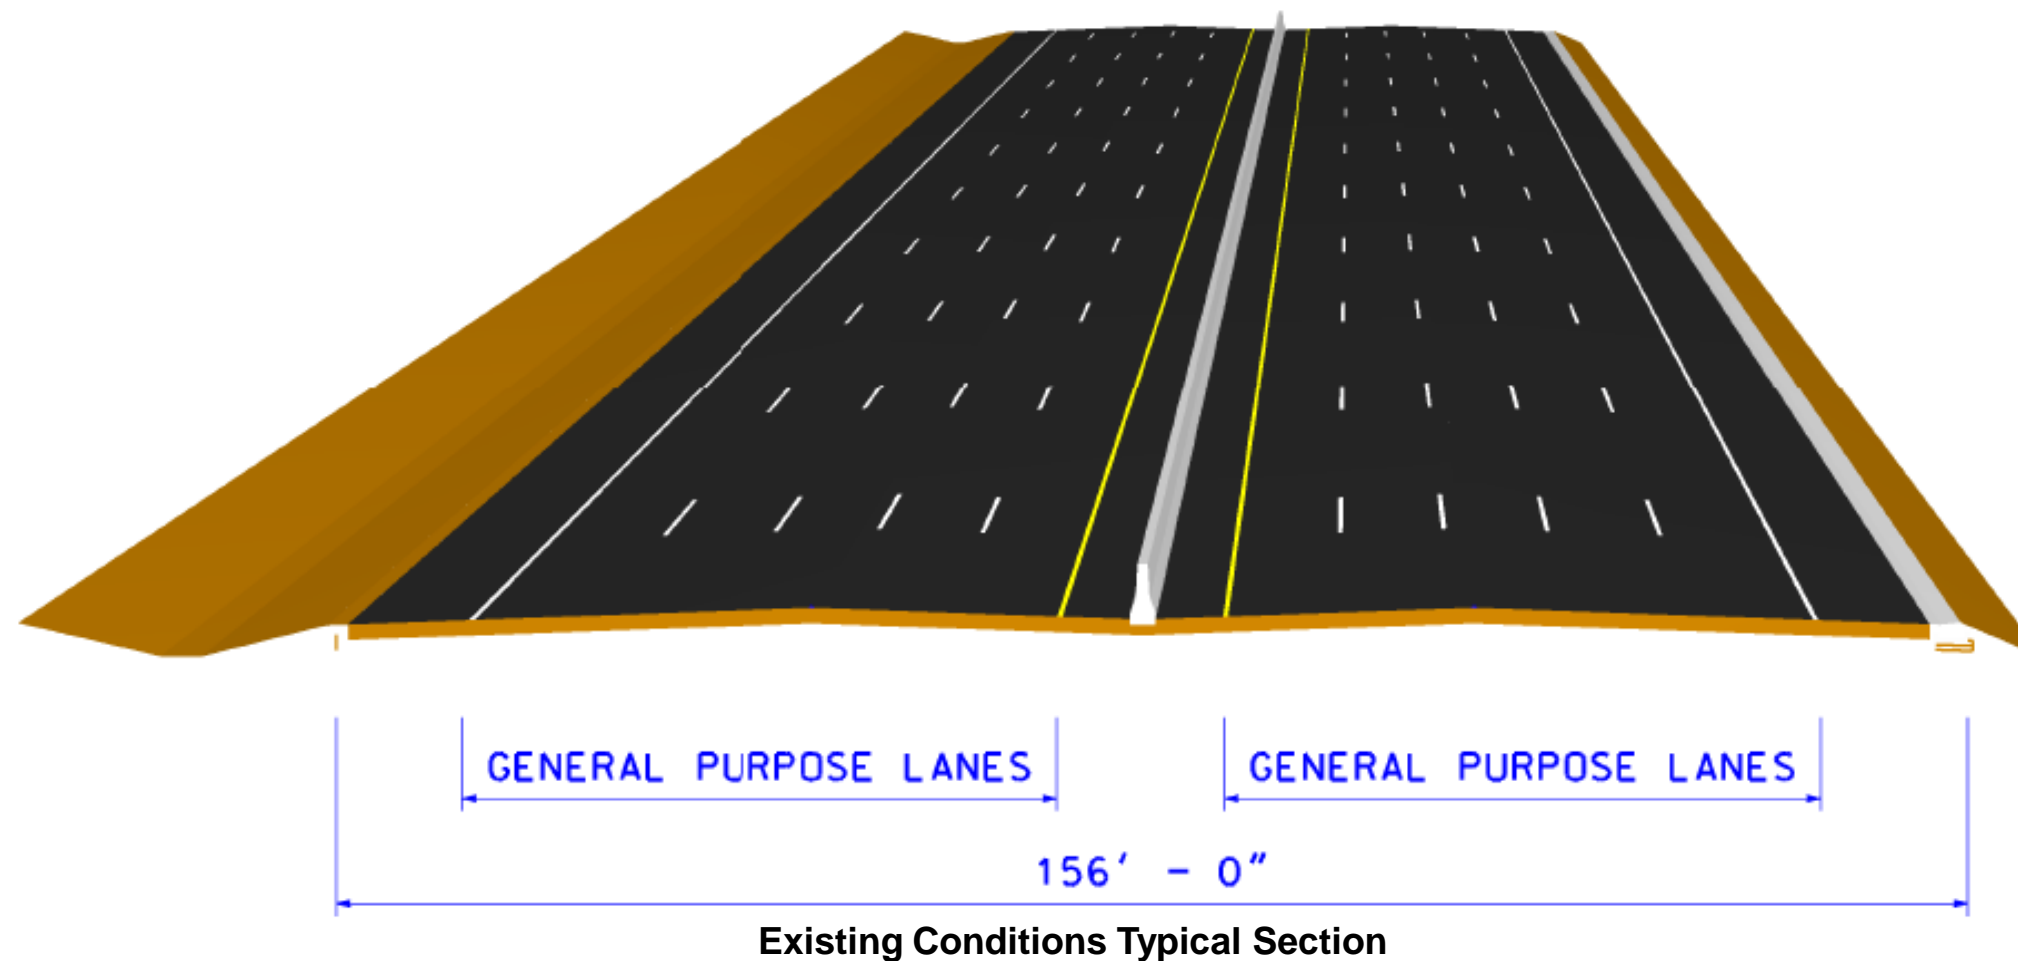 GENERAL PURPOSE LANES GENERAL PURPOSE LANES
156' - 0"
Existing Conditions Typical Section